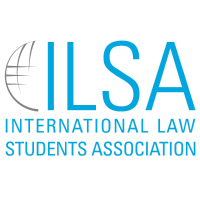 ILSA
INTERNATIONAL LAW
STUDENTS ASSOCIATION